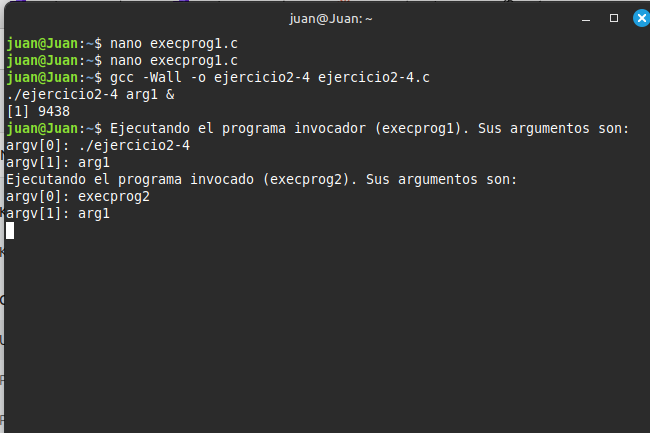 juan@Juan: ~
juan@Juan:~$ nano execprog1.c
juan@Juan:~$ nano execprog1.c
juan@Juan:~$ gcc -Wall -o ejercicio2-4 ejercicio2-4.c
./ejercicio2-4 arg1 &
[1] 9438
juan@Juan:~$ Ejecutando el programa invocador (execprog1). Sus argumentos son:
argv[0]: ./ejercicio2-4
argv[1]: arg1
Ejecutando el programa invocado (execprog2). Sus argumentos son:
argv[0]: execprog2
argv[1]: arg1